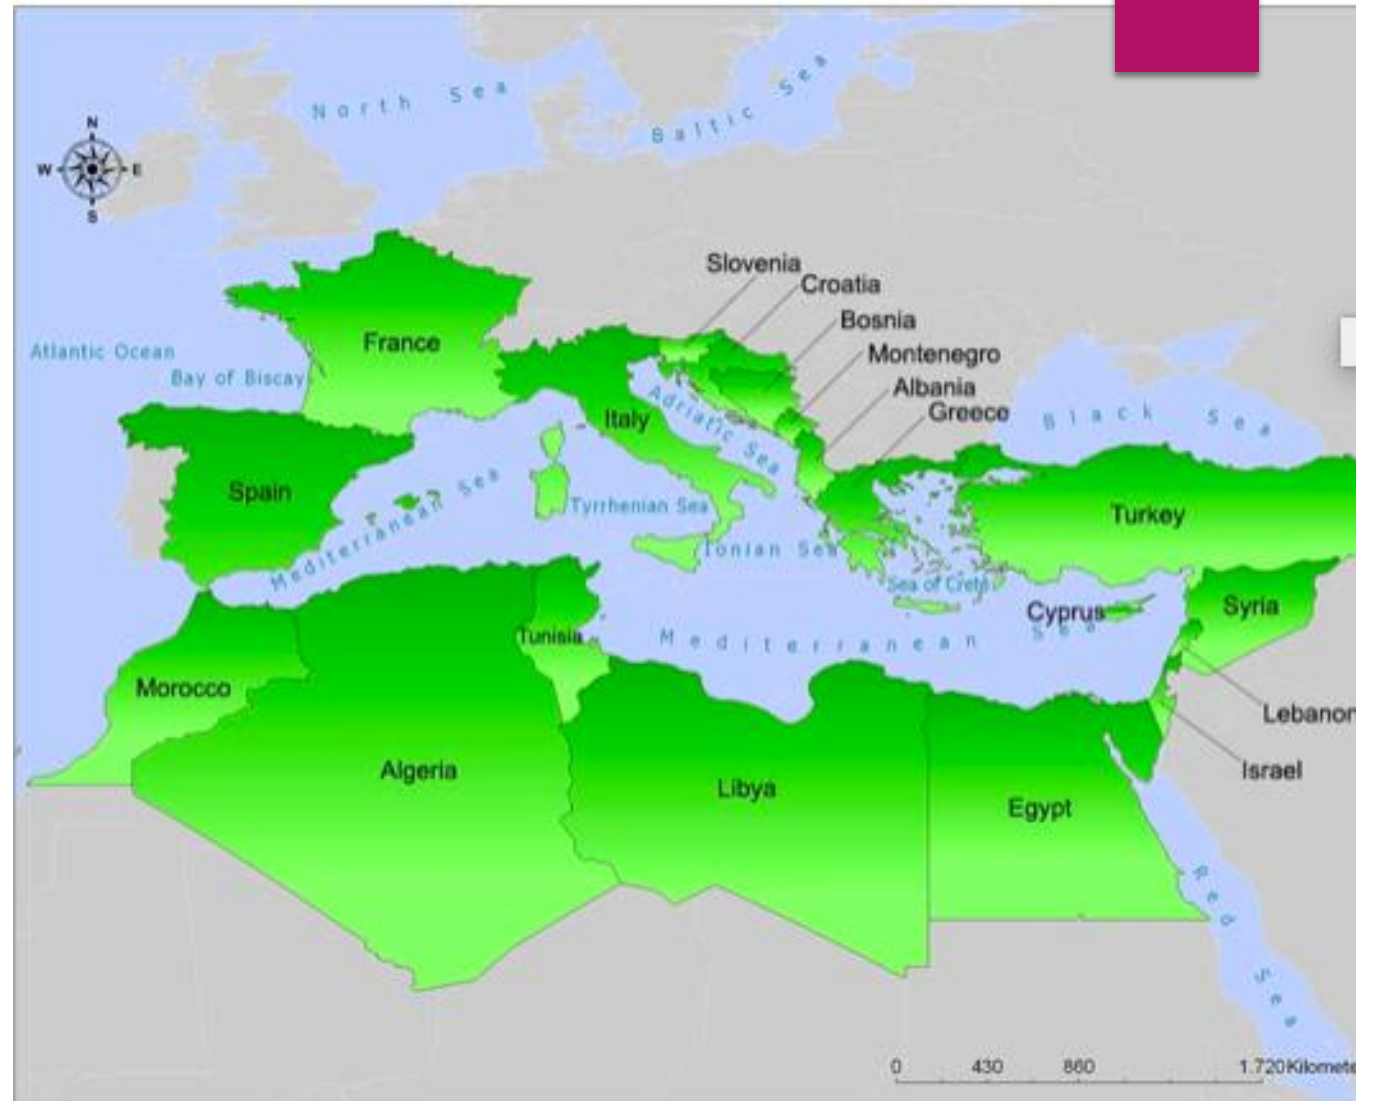 North Sea
Baltic Sea
N
W
E
S
Slovenia
Croatia
Bosnia
Montenegro
Albania
Greece
France
Atlantic Ocean
Bay of Biscay
Italy
Adriatic Sea
Black Sea
Spain
Mediterranean Sea
Tyrrhenian Sea
Ionian Sea
Turkey
Sea of Crete
Cyprus
Syria
Tunisia
Mediterranean Sea
Morocco
Lebanon
Algeria
Israel
Libya
Egypt
Red Sea
0 430 860 1.720Kilomete